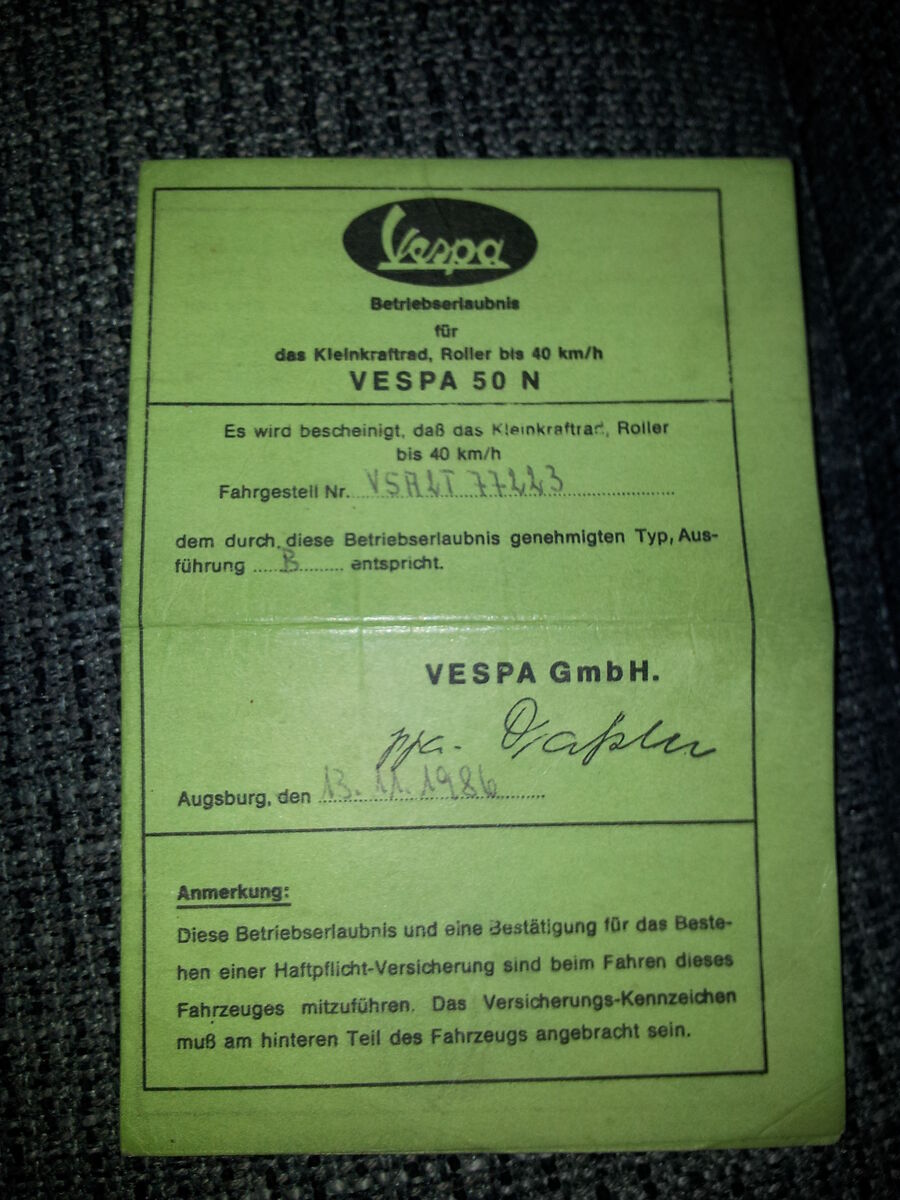 Vespa
Betriebserlaubnis
für
das Kleinkraftrad, Roller bis 40 km/h
VESPA 50 N
Es wird bescheinigt, daß das Kleinkraftrad, Roller
bis 40 km/h
Fahrgestell Nr. V5A2T 77223
dem durch diese Betriebserlaubnis genehmigten Typ, Aus-
führung B entspricht.
VESPA GmbH.
ppa.
Augsburg, den 13.11.1986
Anmerkung:
Diese Betriebserlaubnis und eine Bestätigung für das Beste-
hen einer Haftpflicht-Versicherung sind beim Fahren dieses
Fahrzeuges mitzuführen. Das Versicherungs-Kennzeichen
muß am hinteren Teil des Fahrzeugs angebracht sein.